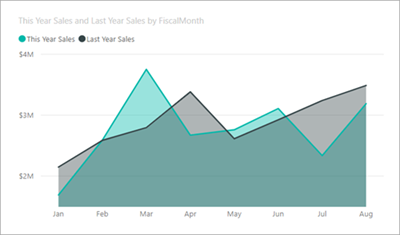 This Year Sales and Last Year Sales by FiscalMonth
This Year Sales Last Year Sales
$4M
$3M
$2M
Jan Feb Mar Apr May Jun Jul Aug